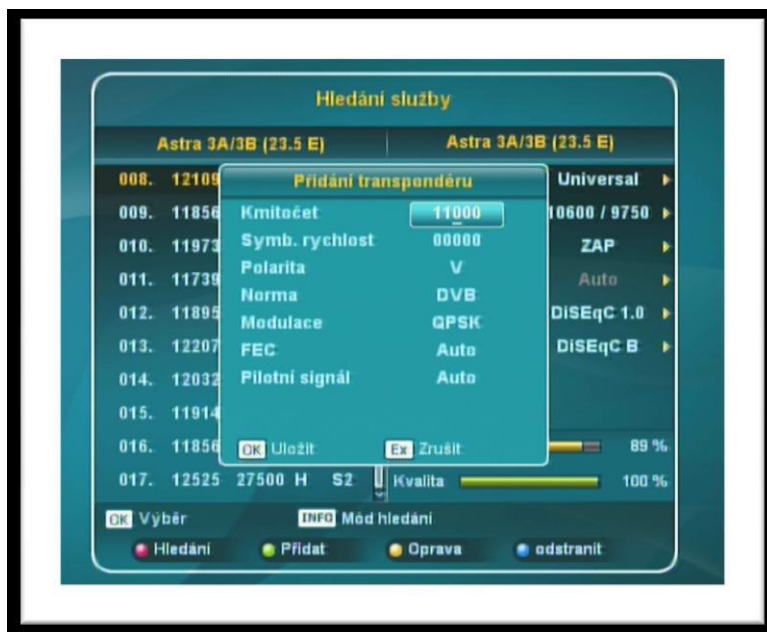 Hledání služby
Astra 3A/3B (23.5 E) Astra 3A/3B (23.5 E)
008. 12109 Universal
009. 11856 10600 / 9750
010. 11973 ZAP
011. 11739 Auto
012. 11895 DiSEqC 1.0
013. 12207 DiSEqC B
014. 12032
015. 11914
016. 11856 89 %
017. 12525 27500 H S2 Kvalita 100 %
Přidání transpondéru
Kmitočet 11000
Symb. rychlost 00000
Polarita V
Norma DVB
Modulace QPSK
FEC Auto
Pilotní signál Auto
OK Uložit Ex Zrušit
OK Výběr INFO Mód hledání
Hledání Přidat Oprava odstranit